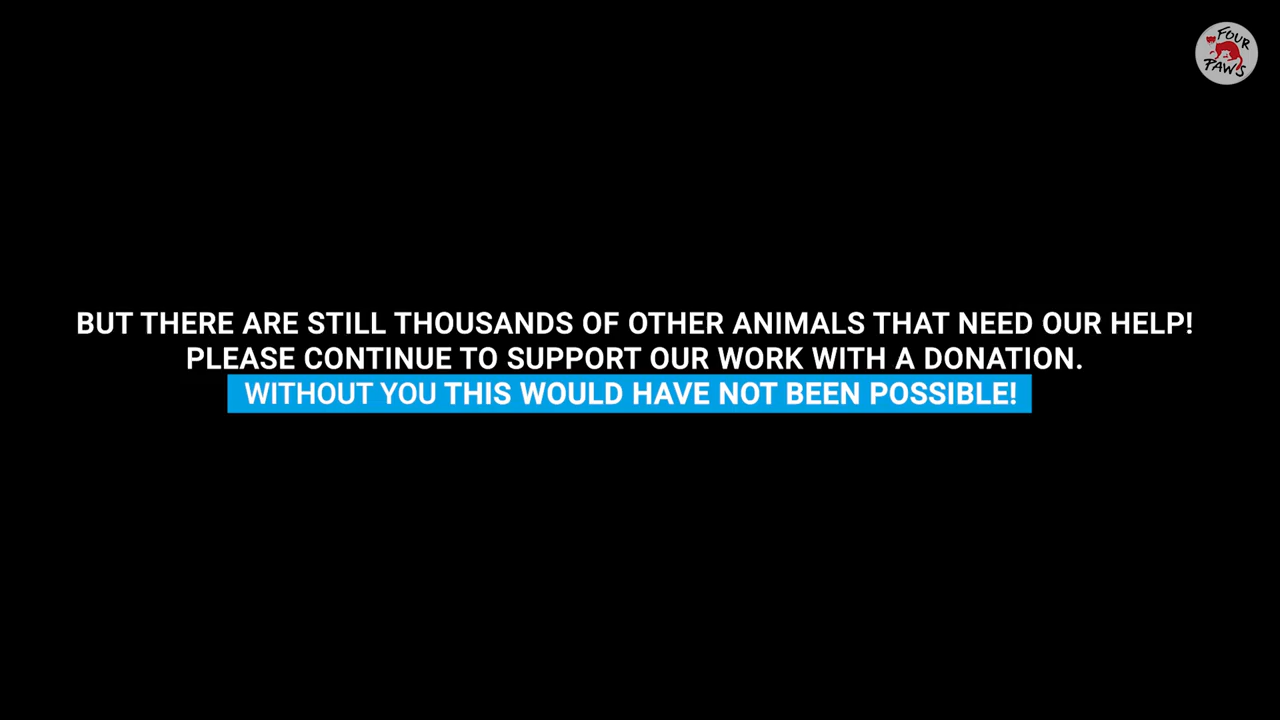 FOUR
PAWS
BUT THERE ARE STILL THOUSANDS OF OTHER ANIMALS THAT NEED OUR HELP!
PLEASE CONTINUE TO SUPPORT OUR WORK WITH A DONATION.
WITHOUT YOU THIS WOULD HAVE NOT BEEN POSSIBLE!